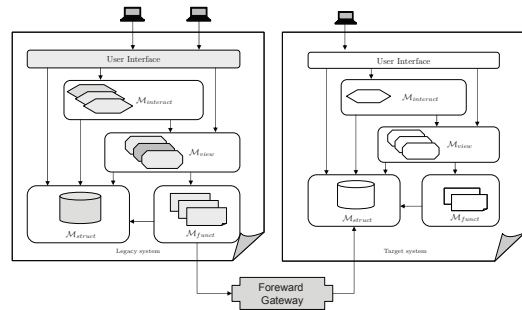 User Interface
M_interact
M_view
M_struct
M_funct
Legacy system
User Interface
M_interact
M_view
M_struct
M_funct
Target system
Foreward
Gateway